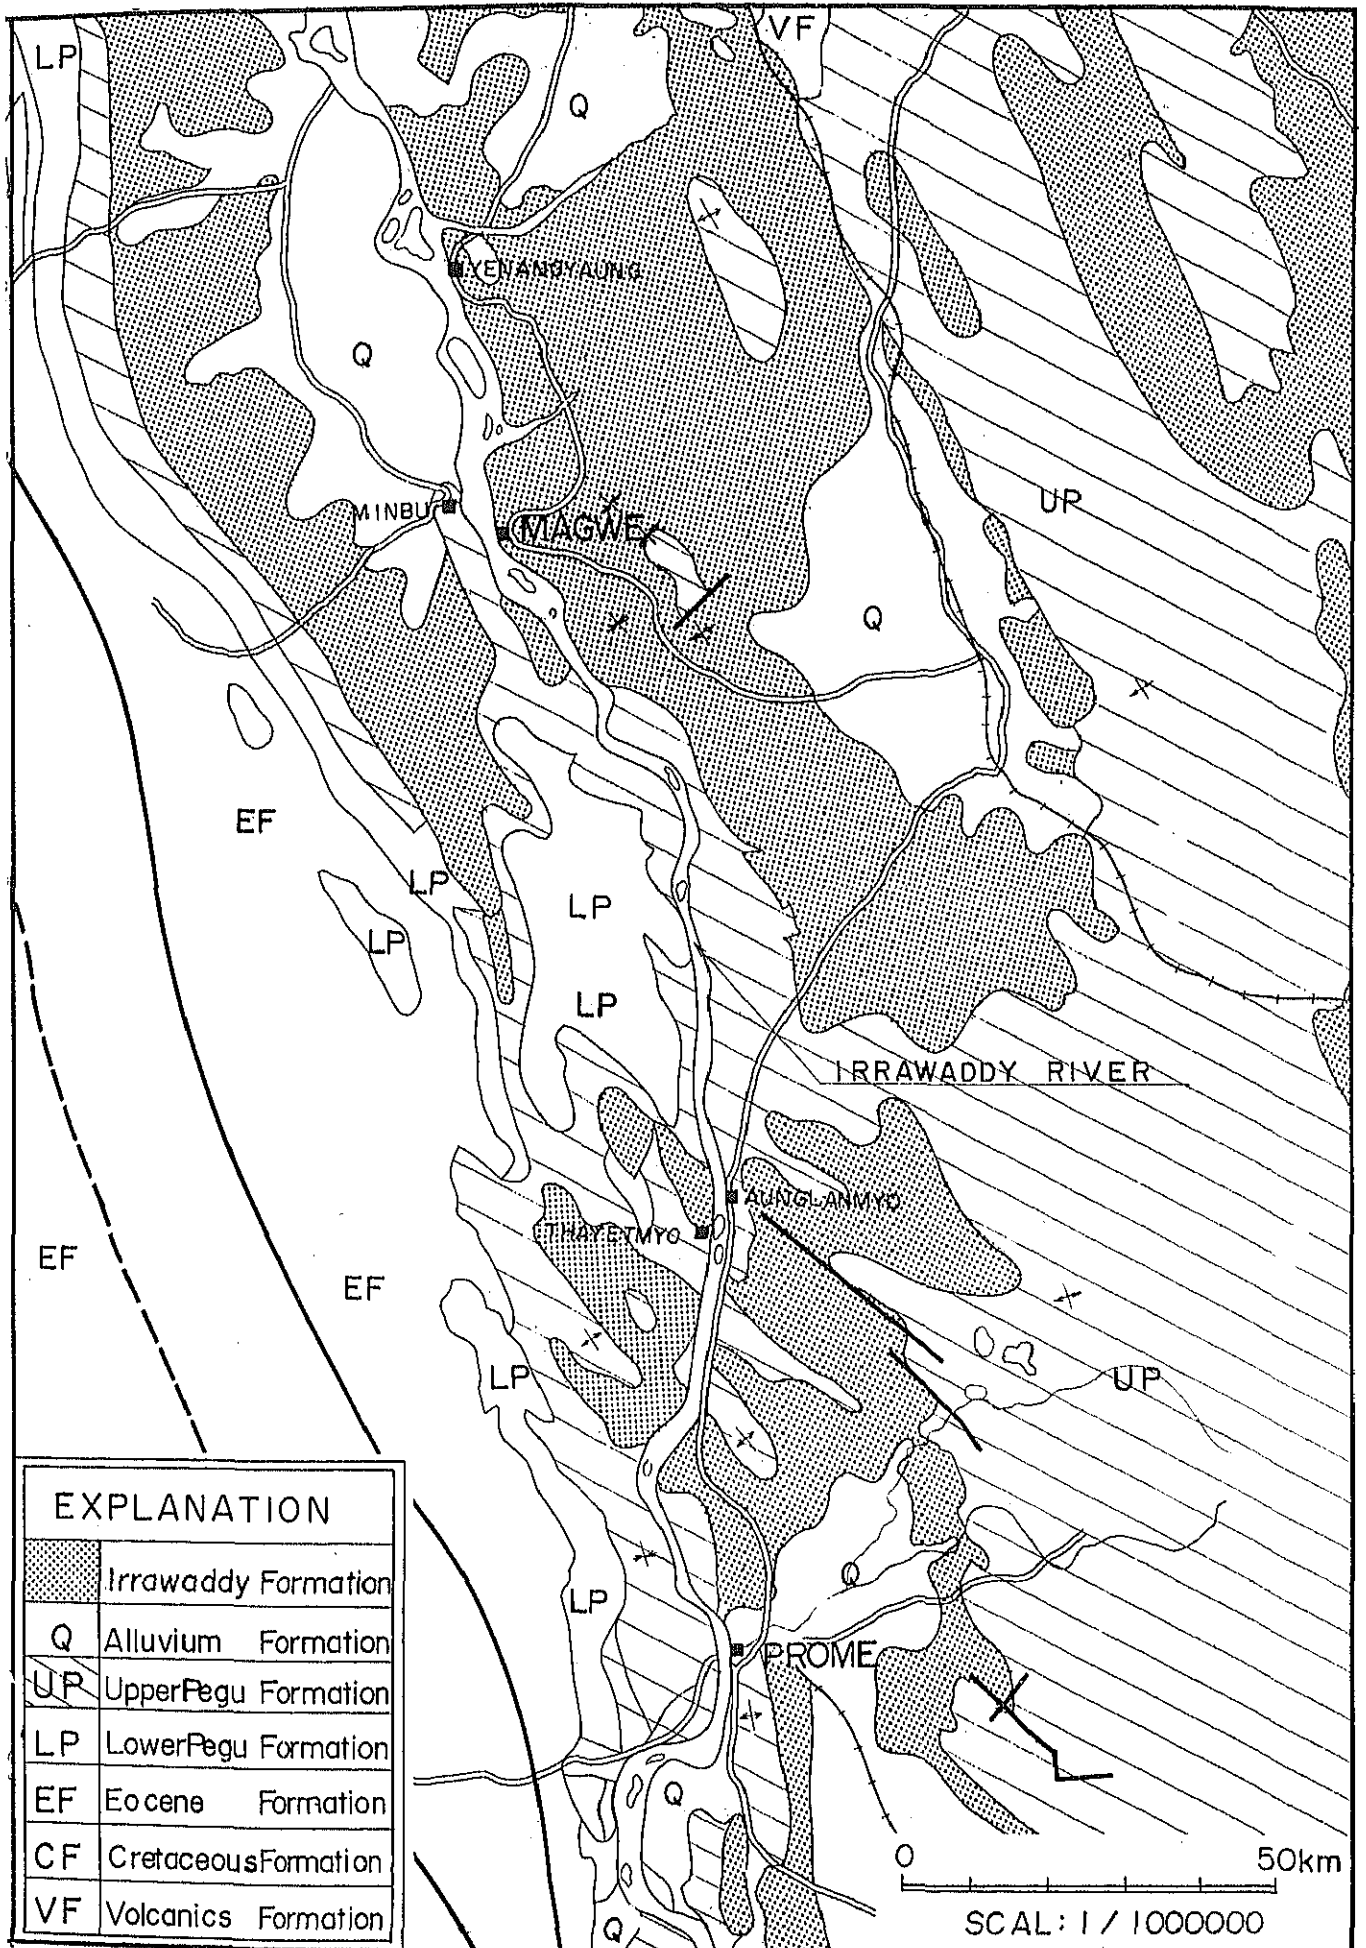 VF
LP
Q
YENANGYAUNG
Q
MINBU
MAGWE
UP
Q
EF
LP
LP
LP
LP
IRRAWADDY RIVER
AUNGLANMYO
THAYETMYO
EF
EF
LP
UP
Q
LP
PROME
Q
Q
EXPLANATION
Irrawaddy Formation
Q Alluvium Formation
UP UpperPegu Formation
LP LowerPegu Formation
EF Eocene Formation
CF Cretaceous Formation
VF Volcanics Formation
0 50km
SCAL: 1 / 1000000